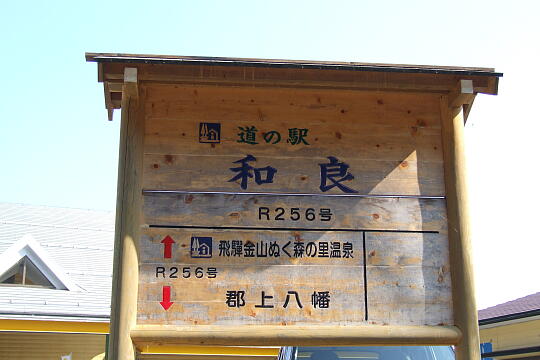 道の駅
和良
R256号
飛騨金山ぬく森の里温泉
R256号
郡上八幡